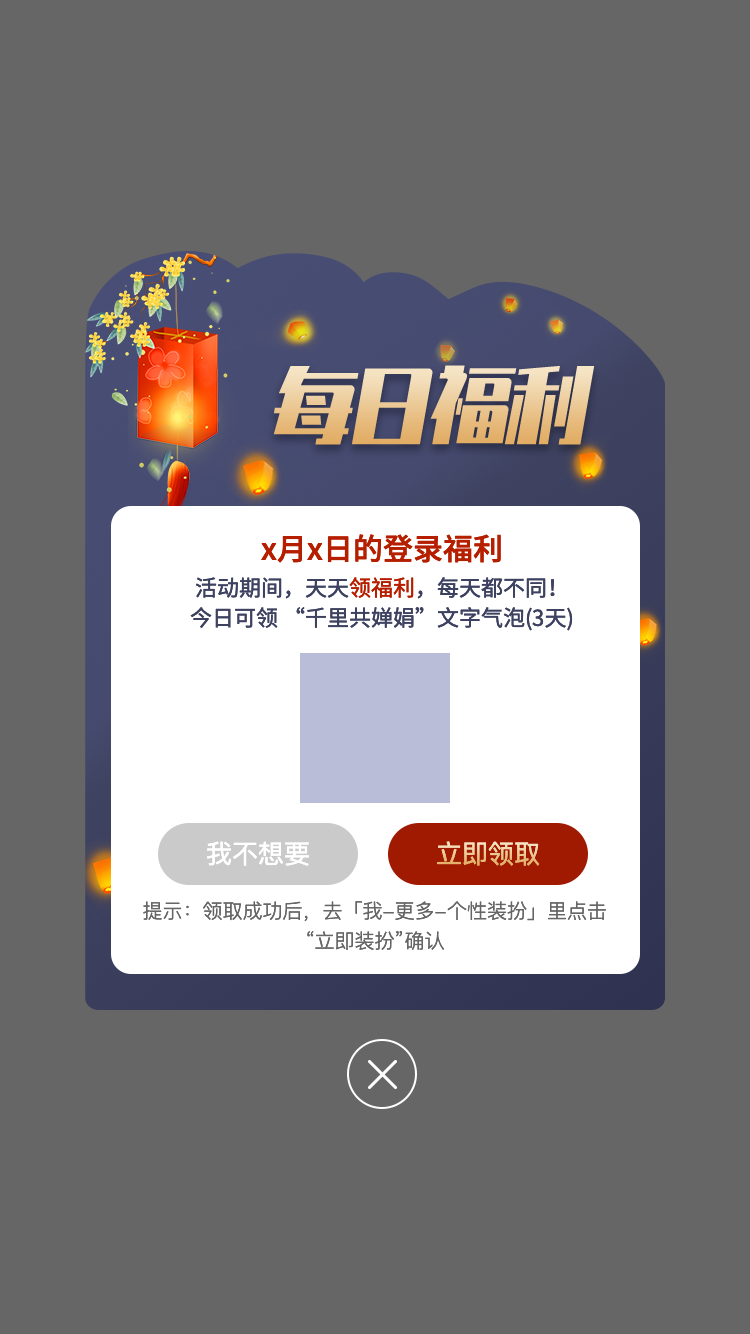 每日福利
x月x日的登录福利
活动期间，天天领福利，每天都不同！
今日可领 “千里共婵娟”文字气泡(3天)
我不想要
立即领取
提示：领取成功后，去「我–更多–个性装扮」里点击
“立即装扮”确认